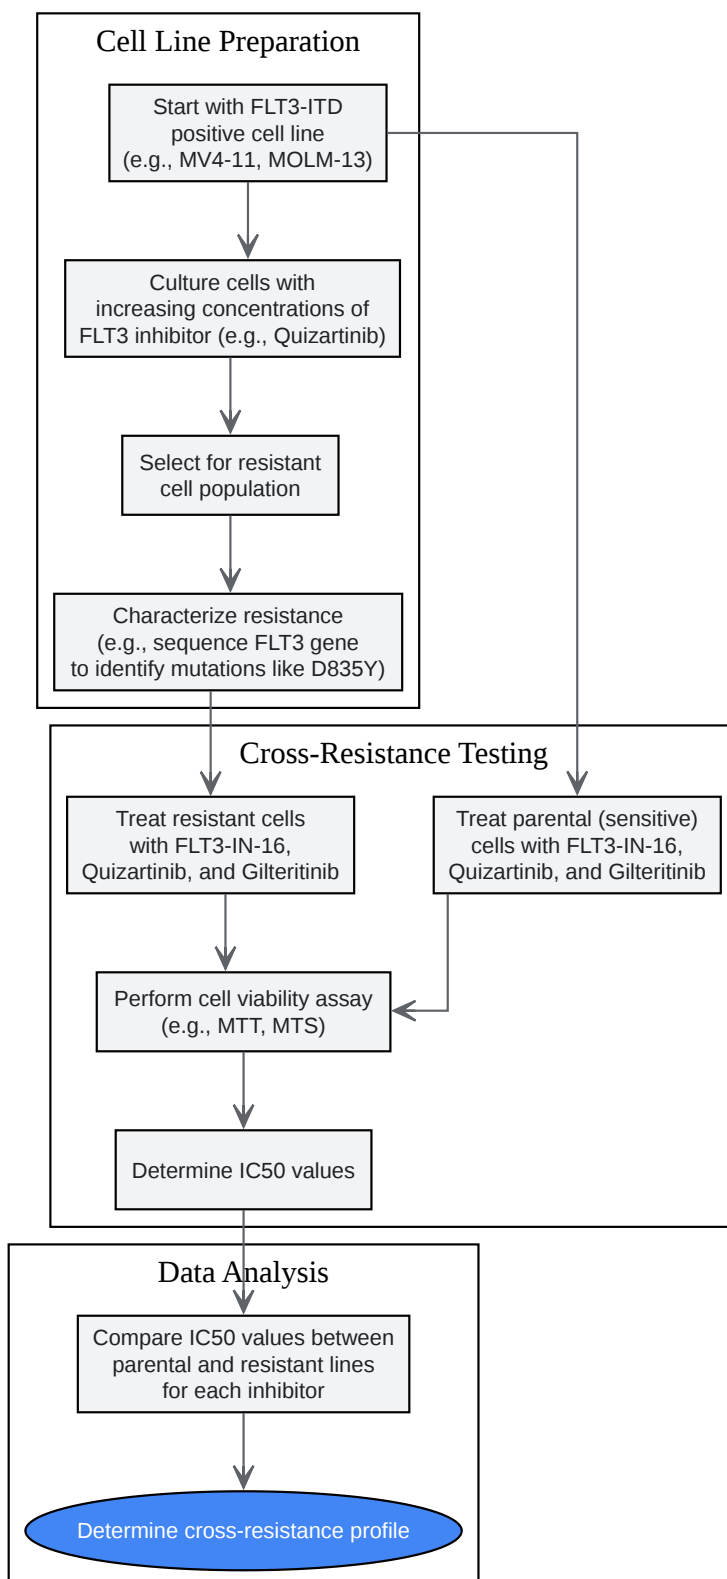 Cell Line Preparation
Start with FLT3-ITD
positive cell line
(e.g., MV4-11, MOLM-13)
Culture cells with
increasing concentrations of
FLT3 inhibitor (e.g., Quizartinib)
Select for resistant
cell population
Characterize resistance
(e.g., sequence FLT3 gene
to identify mutations like D835Y)
Cross-Resistance Testing
Treat resistant cells
with FLT3-IN-16,
Quizartinib, and Gilteritinib
Treat parental (sensitive)
cells with FLT3-IN-16,
Quizartinib, and Gilteritinib
Perform cell viability assay
(e.g., MTT, MTS)
Determine IC50 values
Data Analysis
Compare IC50 values between
parental and resistant lines
for each inhibitor
Determine cross-resistance profile